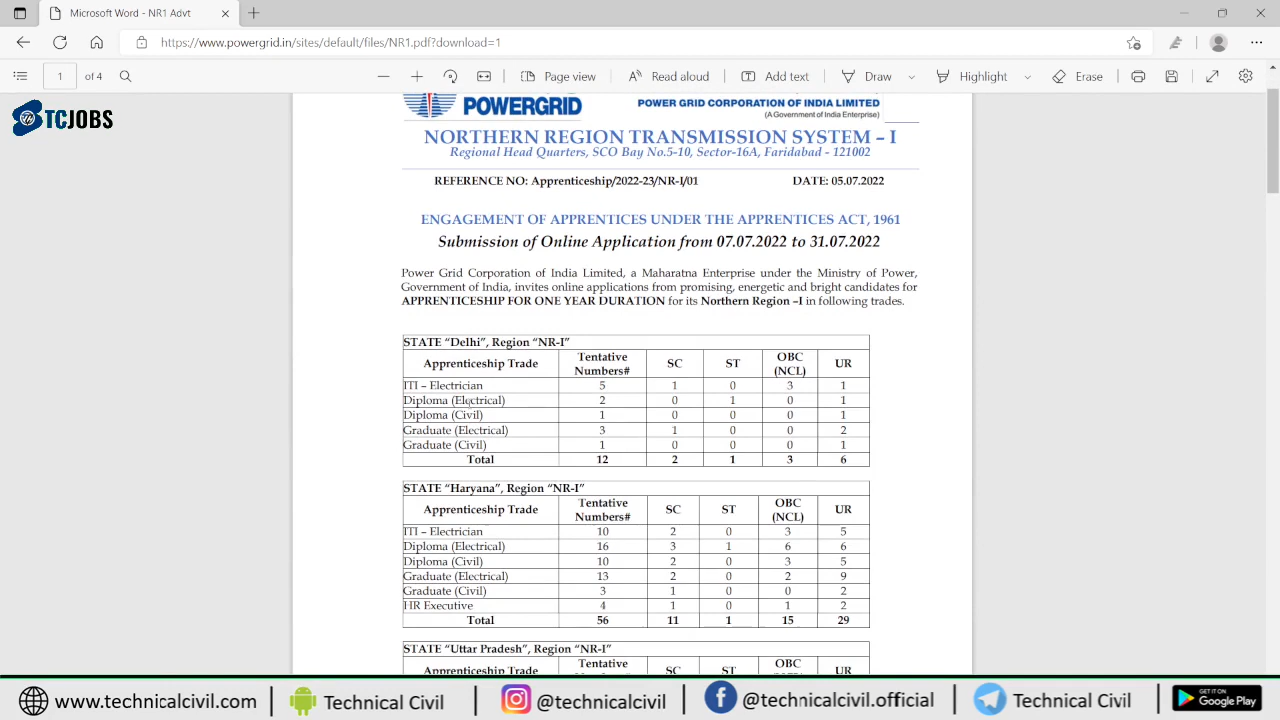 Microsoft Word - NR1 Advt
https://www.powergrid.in/sites/default/files/NR1.pdf?download=1
1 of 4 Page view Read aloud Add text Draw Highlight Erase
TCJOBS
POWERGRID
POWER GRID CORPORATION OF INDIA LIMITED
(A Government of India Enterprise)
NORTHERN REGION TRANSMISSION SYSTEM – I
Regional Head Quarters, SCO Bay No.5-10, Sector-16A, Faridabad - 121002
REFERENCE NO: Apprenticeship/2022-23/NR-I/01 DATE: 05.07.2022
ENGAGEMENT OF APPRENTICES UNDER THE APPRENTICES ACT, 1961
Submission of Online Application from 07.07.2022 to 31.07.2022
Power Grid Corporation of India Limited, a Maharatna Enterprise under the Ministry of Power,
Government of India, invites online applications from promising, energetic and bright candidates for
APPRENTICESHIP FOR ONE YEAR DURATION for its Northern Region –I in following trades.
STATE “Delhi”, Region “NR-I”
Apprenticeship Trade Tentative Numbers# SC ST OBC (NCL) UR
ITI – Electrician 5 1 0 3 1
Diploma (Electrical) 2 0 1 0 1
Diploma (Civil) 1 0 0 0 1
Graduate (Electrical) 3 1 0 0 2
Graduate (Civil) 1 0 0 0 1
Total 12 2 1 3 6
STATE “Haryana”, Region “NR-I”
Apprenticeship Trade Tentative Numbers# SC ST OBC (NCL) UR
ITI – Electrician 10 2 0 3 5
Diploma (Electrical) 16 3 1 6 6
Diploma (Civil) 10 2 0 3 5
Graduate (Electrical) 13 2 0 2 9
Graduate (Civil) 3 1 0 0 2
HR Executive 4 1 0 1 2
Total 56 11 1 15 29
STATE “Uttar Pradesh”, Region “NR-I”
Apprenticeship Trade Tentative SC ST OBC UR
www.technicalcivil.com Technical Civil @technicalcivil @technicalcivil.official Technical Civil GET IT ON Google Play